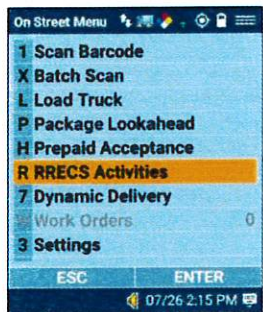 On Street Menu
1 Scan Barcode
X Batch Scan
L Load Truck
P Package Lookahead
H Prepaid Acceptance
R RRECS Activities
7 Dynamic Delivery
Work Orders 0
3 Settings
ESC ENTER
07/26 2:15 PM